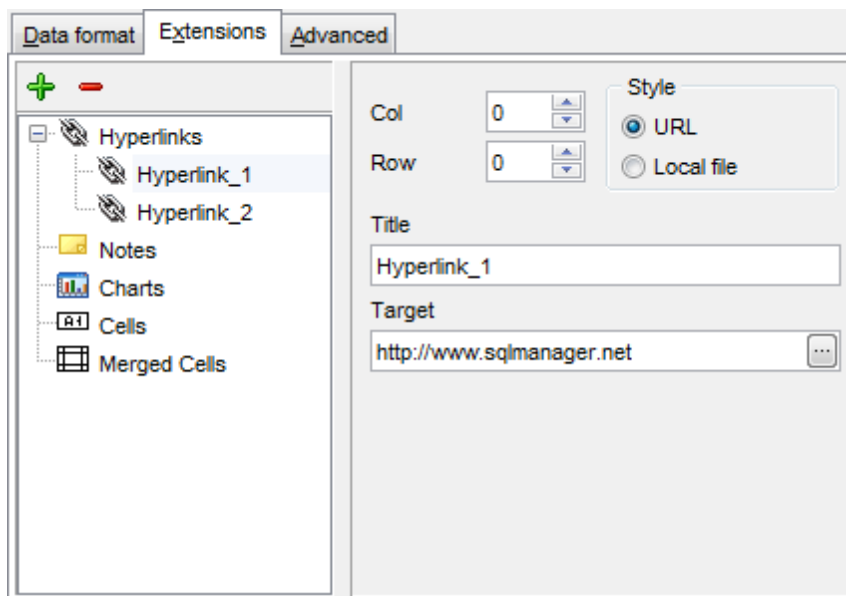 Data format Extensions Advanced
Hyperlinks
Hyperlink_1
Hyperlink_2
Notes
Charts
A1 Cells
Merged Cells
Col 0
Row 0
Style
URL
Local file
Title
Hyperlink_1
Target
http://www.sqlmanager.net ...